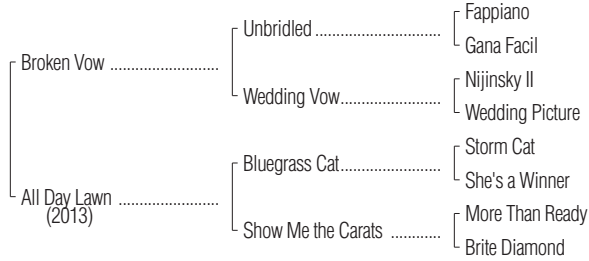 Fappiano
Unbridled ..............................
Gana Facil
Broken Vow ..........................
Nijinsky II
Wedding Vow........................
Wedding Picture
Storm Cat
Bluegrass Cat........................
She's a Winner
All Day Lawn ........................
(2013)
More Than Ready
Show Me the Carats ............
Brite Diamond